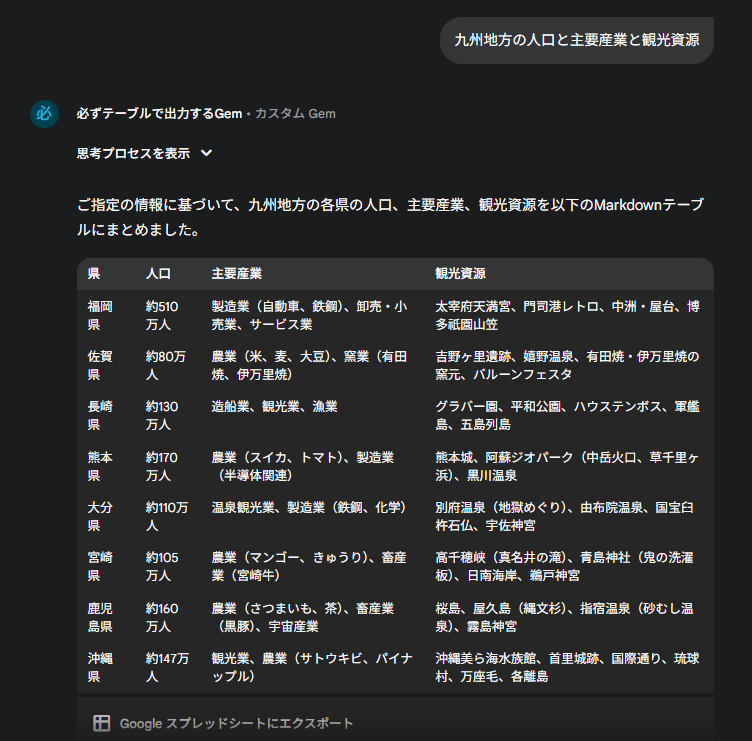 九州地方の人口と主要産業と観光資源
必
必ずテーブルで出力するGem・カスタム Gem
思考プロセスを表示
ご指定の情報に基づいて、九州地方の各県の人口、主要産業、観光資源を以下のMarkdownテーブ
ルにまとめました。
県 人口 主要産業 観光資源
福岡 約510 製造業（自動車、鉄鋼）、卸売・小 太宰府天満宮、門司港レトロ、中洲・屋台、博
県 万人 売業、サービス業 多祇園山笠
佐賀 約80万 農業（米、麦、大豆）、窯業（有田 吉野ヶ里遺跡、嬉野温泉、有田焼・伊万里焼の
県 人 焼、伊万里焼） 窯元、バルーンフェスタ
長崎 約130 造船業、観光業、漁業 グラバー園、平和公園、ハウステンボス、軍艦
県 万人 島、五島列島
熊本 約170 農業（スイカ、トマト）、製造業 熊本城、阿蘇ジオパーク（中岳火口、草千里ヶ
県 万人 （半導体関連） 浜）、黒川温泉
大分 約110万 温泉観光業、製造業（鉄鋼、化学） 別府温泉（地獄めぐり）、由布院温泉、国宝臼
県 人 杵石仏、宇佐神宮
宮崎 約105 農業（マンゴー、きゅうり）、畜産 高千穂峡（真名井の滝）、青島神社（鬼の洗濯
県 万人 業（宮崎牛） 板）、日南海岸、鵜戸神宮
鹿児 約160 農業（さつまいも、茶）、畜産業 桜島、屋久島（縄文杉）、指宿温泉（砂むし温
島県 万人 （黒豚）、宇宙産業 泉）、霧島神宮
沖縄 約147万 観光業、農業（サトウキビ、パイナ 沖縄美ら海水族館、首里城跡、国際通り、琉球
県 人 ップル） 村、万座毛、各離島
Google スプレッドシートにエクスポート